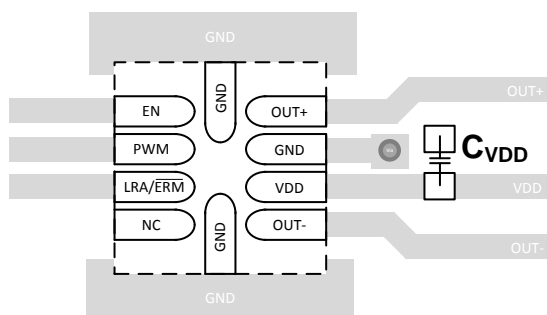 GND
EN
GND
OUT+
OUT+
PWM
GND
CVDD
LRA/ERM
VDD
VDD
NC
GND
OUT-
OUT-
GND